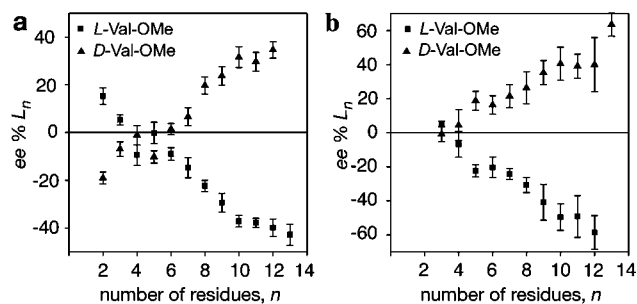 a
■ L-Val-OMe
▲ D-Val-OMe
ee % Lₙ
40
20
0
-20
-40
0 2 4 6 8 10 12 14
number of residues, n
b
■ L-Val-OMe
▲ D-Val-OMe
ee % Lₙ
60
40
20
0
-20
-40
-60
0 2 4 6 8 10 12 14
number of residues, n